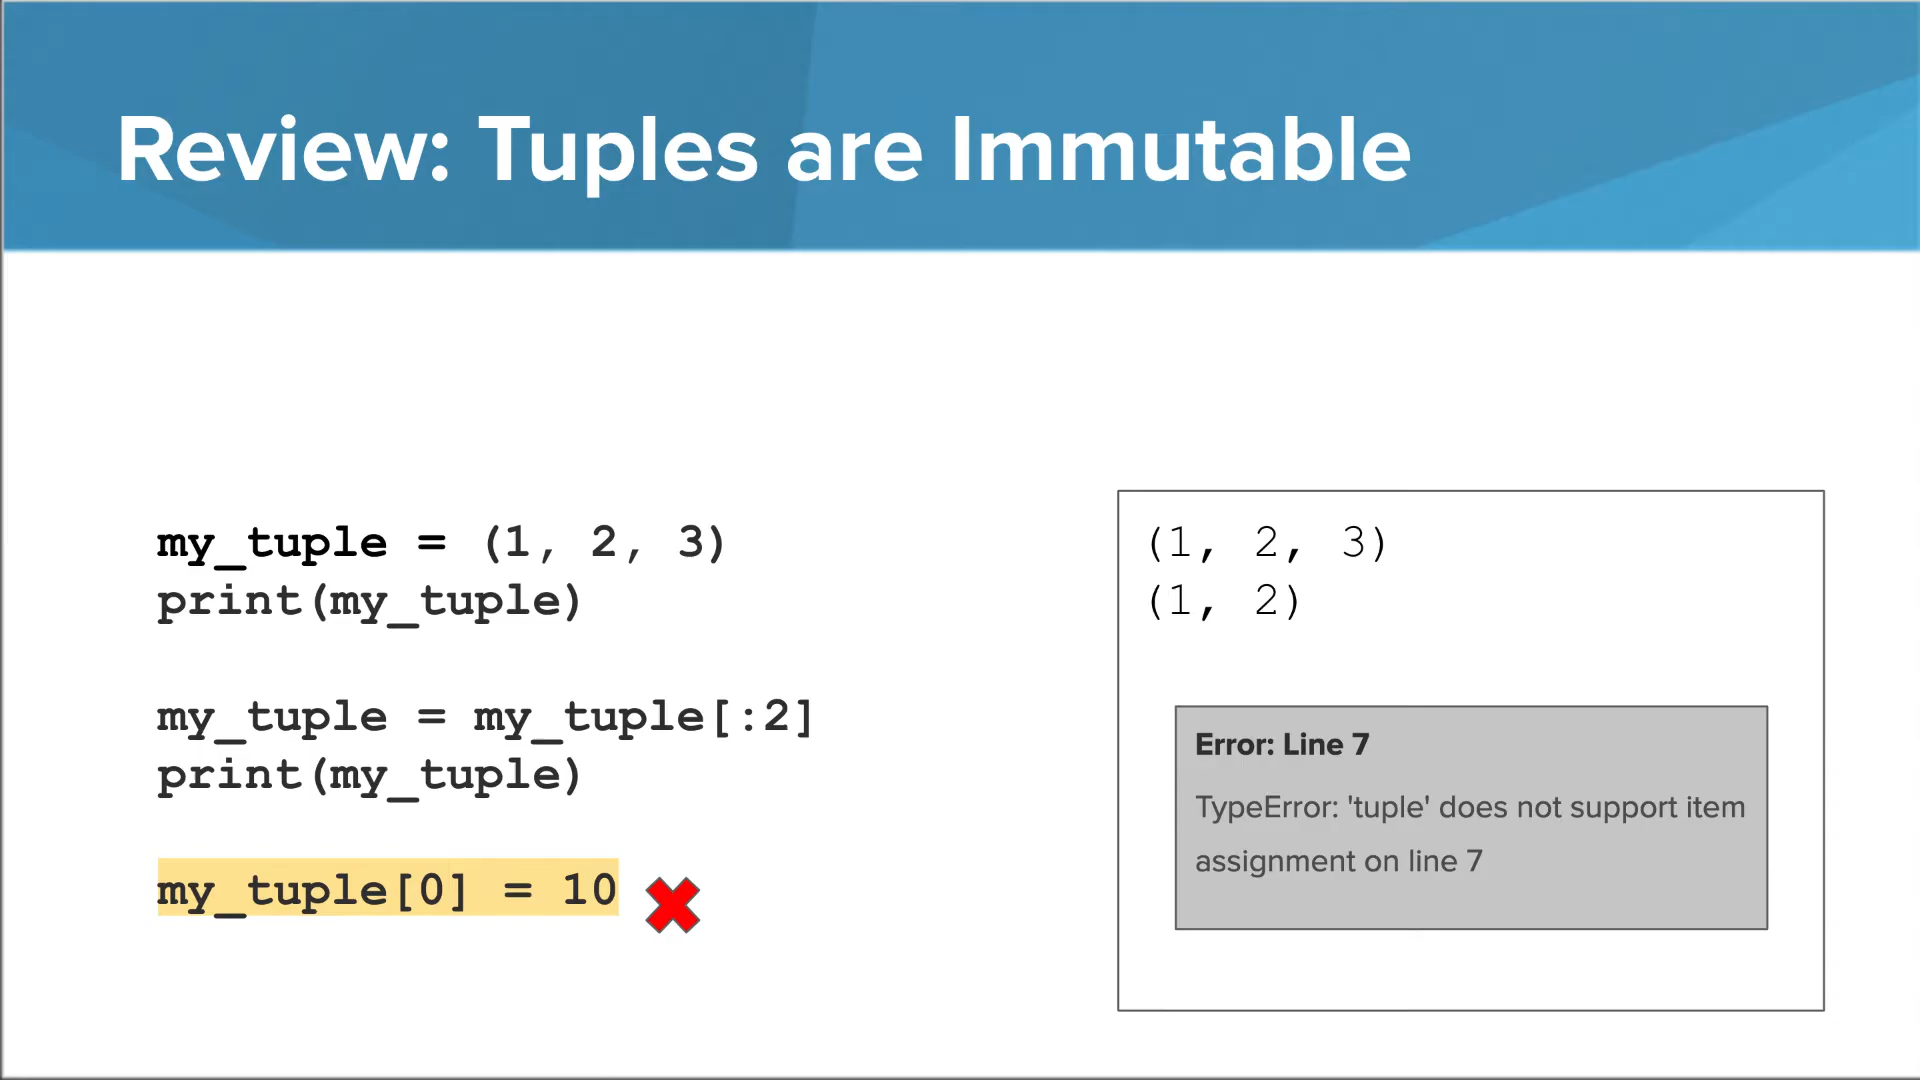 Review: Tuples are Immutable
my_tuple = (1, 2, 3)
print(my_tuple)
my_tuple = my_tuple[:2]
print(my_tuple)
my_tuple[0] = 10
(1, 2, 3)
(1, 2)
Error: Line 7
TypeError: 'tuple' does not support item
assignment on line 7